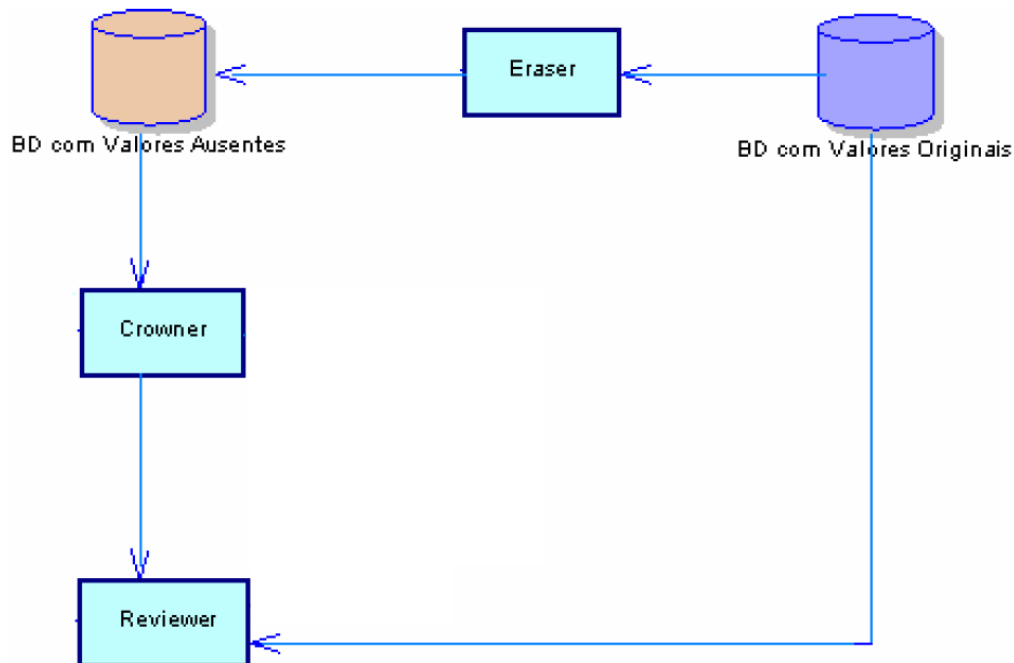 Eraser
BD com Valores Ausentes
BD com Valores Originais
Crowner
Reviewer